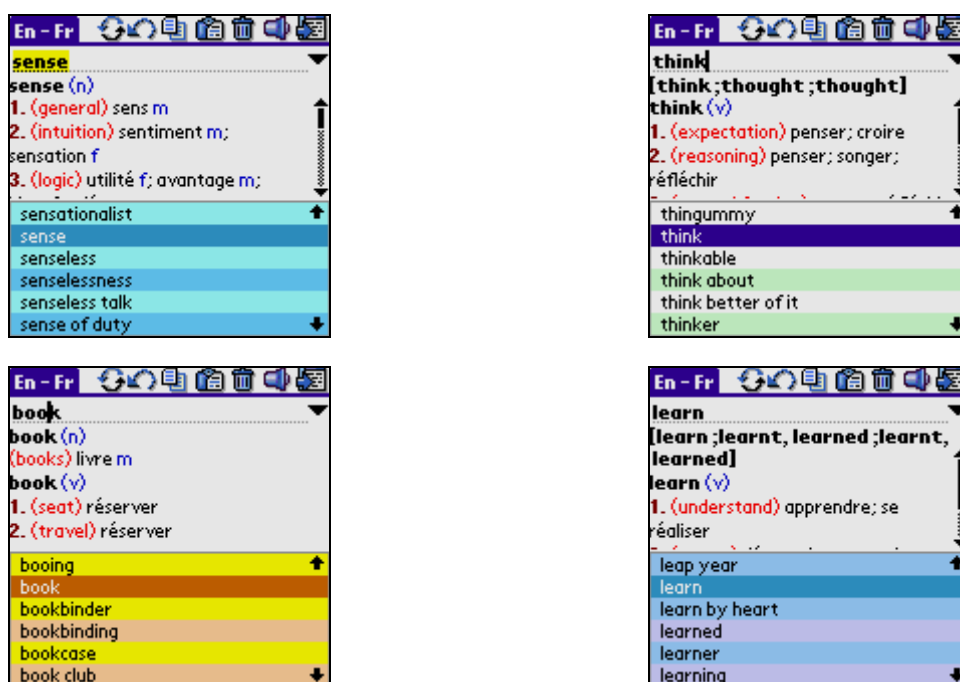 En - Fr
sense
sense (n)
1. (general) sens m
2. (intuition) sentiment m;
sensation f
3. (logic) utilité f; avantage m;
sensationalist
sense
senseless
senselessness
senseless talk
sense of duty
En - Fr
think
[think ;thought ;thought]
think (v)
1. (expectation) penser; croire
2. (reasoning) penser; songer;
réfléchir
thingummy
think
thinkable
think about
think better of it
thinker
En - Fr
book
book (n)
(books) livre m
book (v)
1. (seat) réserver
2. (travel) réserver
booing
book
bookbinder
bookbinding
bookcase
book club
En - Fr
learn
[learn ;learnt, learned ;learnt,
learned]
learn (v)
1. (understand) apprendre; se
réaliser
leap year
learn
learn by heart
learned
learner
learning